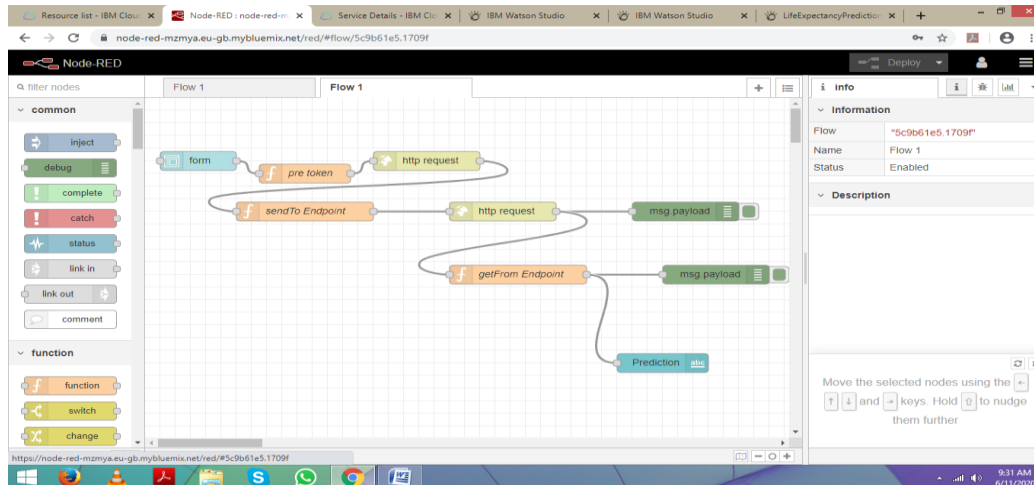 Resource list - IBM Clou
Node-RED : node-red-m
Service Details - IBM Clo
IBM Watson Studio
IBM Watson Studio
LifeExpectancyPrediction
node-red-mzmya.eu-gb.mybluemix.net/red/#flow/5c9b61e5.1709f
Node-RED
Deploy
filter nodes
Flow 1
Flow 1
info
common
inject
debug
complete
catch
status
link in
link out
comment
function
function
switch
change
form
pre token
http request
sendTo Endpoint
http request
msg.payload
getFrom Endpoint
msg.payload
Prediction
abc
Information
Flow "5c9b61e5.1709f"
Name Flow 1
Status Enabled
Description
Move the selected nodes using the
and keys. Hold to nudge
them further
https://node-red-mzmya.eu-gb.mybluemix.net/red/#5c9b61e5.1709f
9:31 AM
6/11/2020